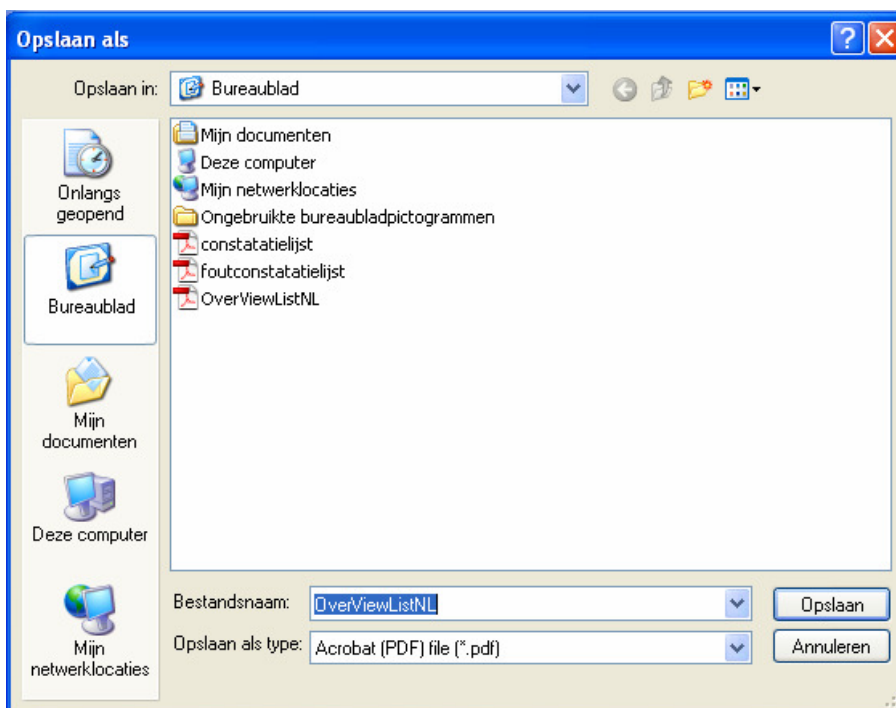 Opslaan als
Opslaan in:
Bureaublad
Onlangs
geopend
Bureaublad
Mijn
documenten
Deze computer
Mijn
netwerklocaties
Mijn documenten
Deze computer
Mijn netwerklocaties
Ongebruikte bureaubladpictogrammen
constatatielijst
foutconstatatielijst
OverViewListNL
Bestandsnaam:
OverViewListNL
Opslaan
Opslaan als type:
Acrobat (PDF) file (*.pdf)
Annuleren